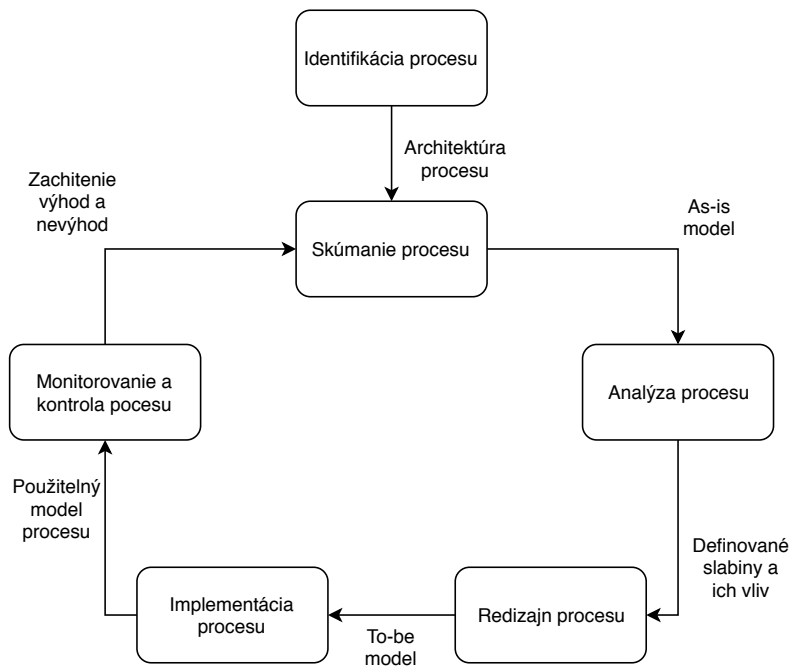 Identifikácia procesu
Architektúra
procesu
Zachitenie
výhod a
nevýhod
Skúmanie procesu
As-is
model
Monitorovanie a
kontrola pocesu
Analýza procesu
Použitelný
model
procesu
Definované
slabiny a
ich vliv
Implementácia
procesu
To-be
model
Redizajn procesu